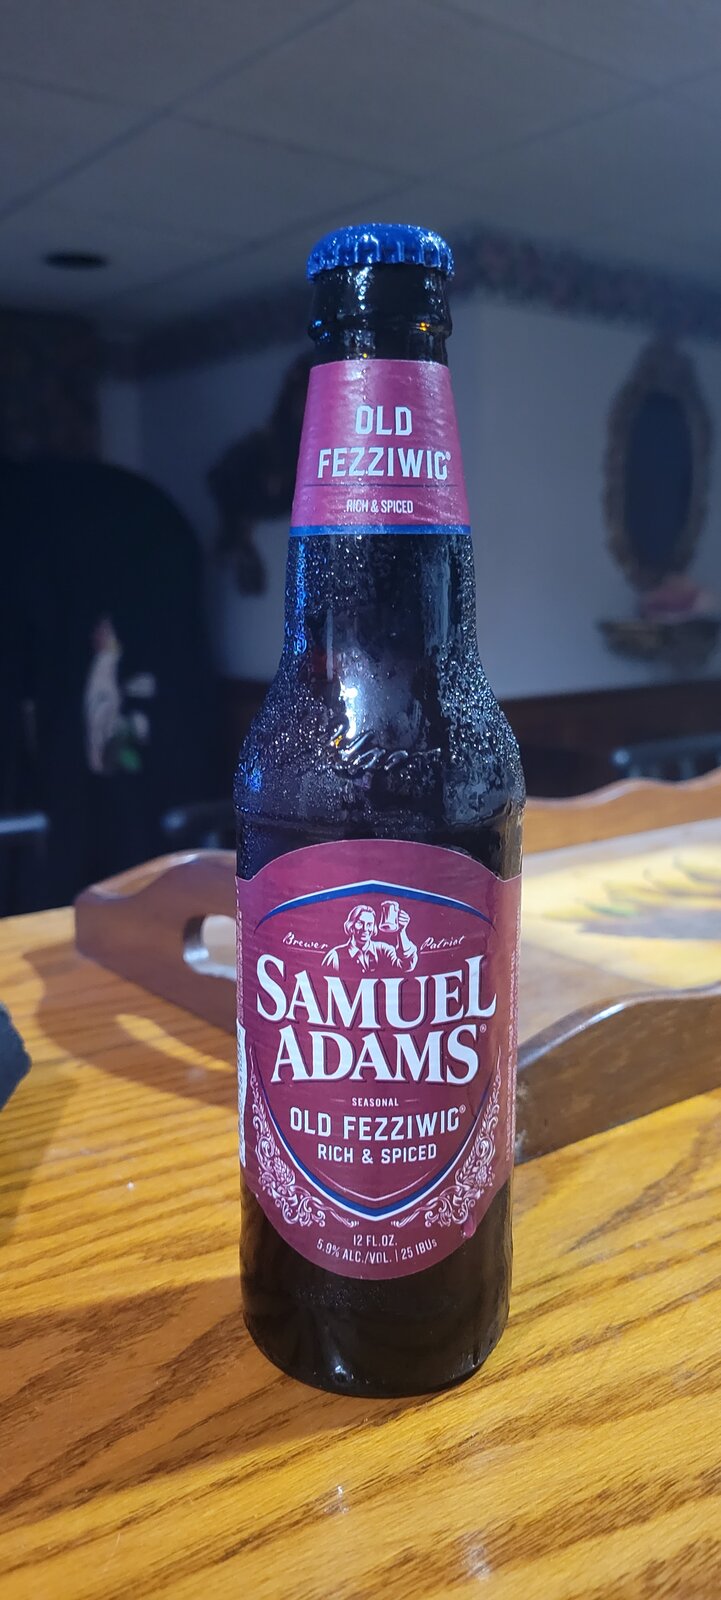 OLD
FEZZIWIG®
RICH & SPICED
Brewer Patriot
SAMUEL
ADAMS®
SEASONAL
OLD FEZZIWIG®
RICH & SPICED
12 FL.OZ.
5.9% ALC./VOL. | 25 IBUs